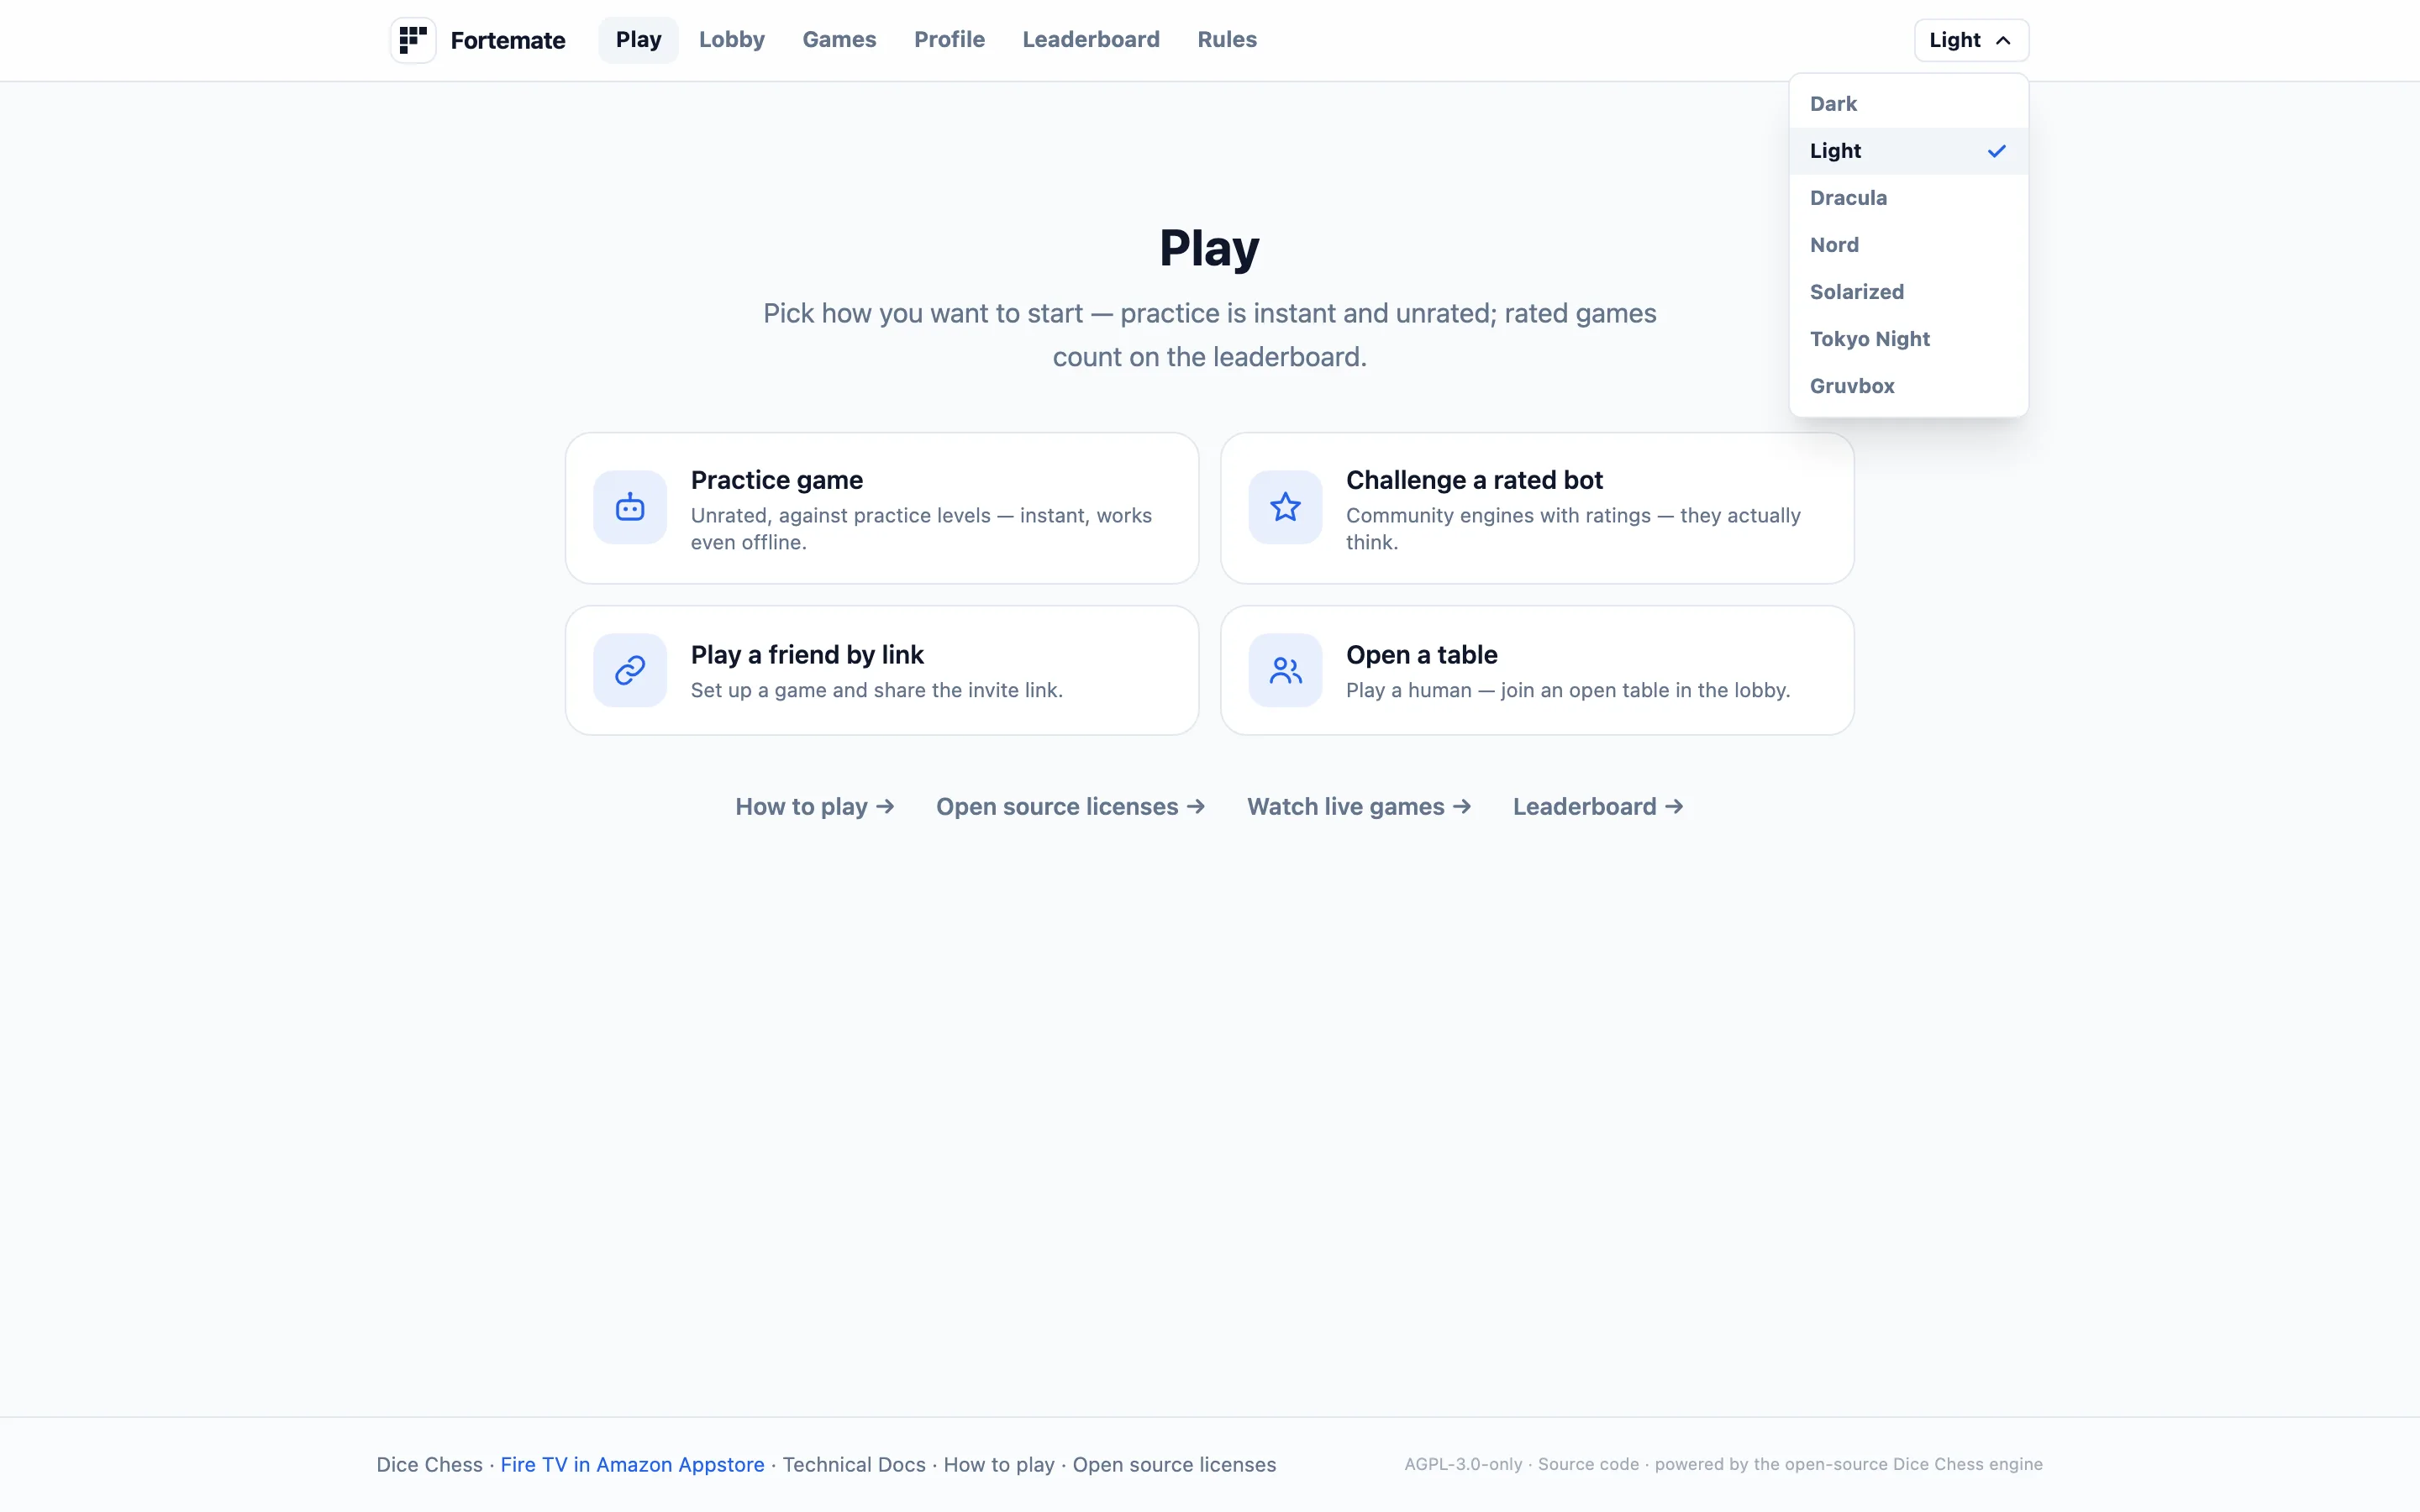 Fortemate
Play
Lobby
Games
Profile
Leaderboard
Rules
Light
Dark
Light
Dracula
Nord
Solarized
Tokyo Night
Gruvbox
Play
Pick how you want to start — practice is instant and unrated; rated games
count on the leaderboard.
Practice game
Unrated, against practice levels — instant, works
even offline.
Challenge a rated bot
Community engines with ratings — they actually
think.
Play a friend by link
Set up a game and share the invite link.
Open a table
Play a human — join an open table in the lobby.
How to play →
Open source licenses →
Watch live games →
Leaderboard →
Dice Chess · Fire TV in Amazon Appstore · Technical Docs · How to play · Open source licenses
AGPL-3.0-only · Source code · powered by the open-source Dice Chess engine